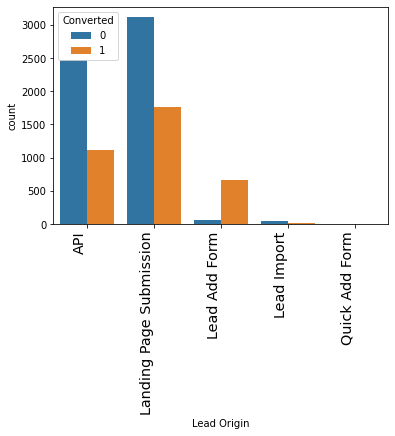 Converted
0
1
3000
2500
2000
1500
1000
500
0
count
API
Landing Page Submission
Lead Add Form
Lead Import
Quick Add Form
Lead Origin